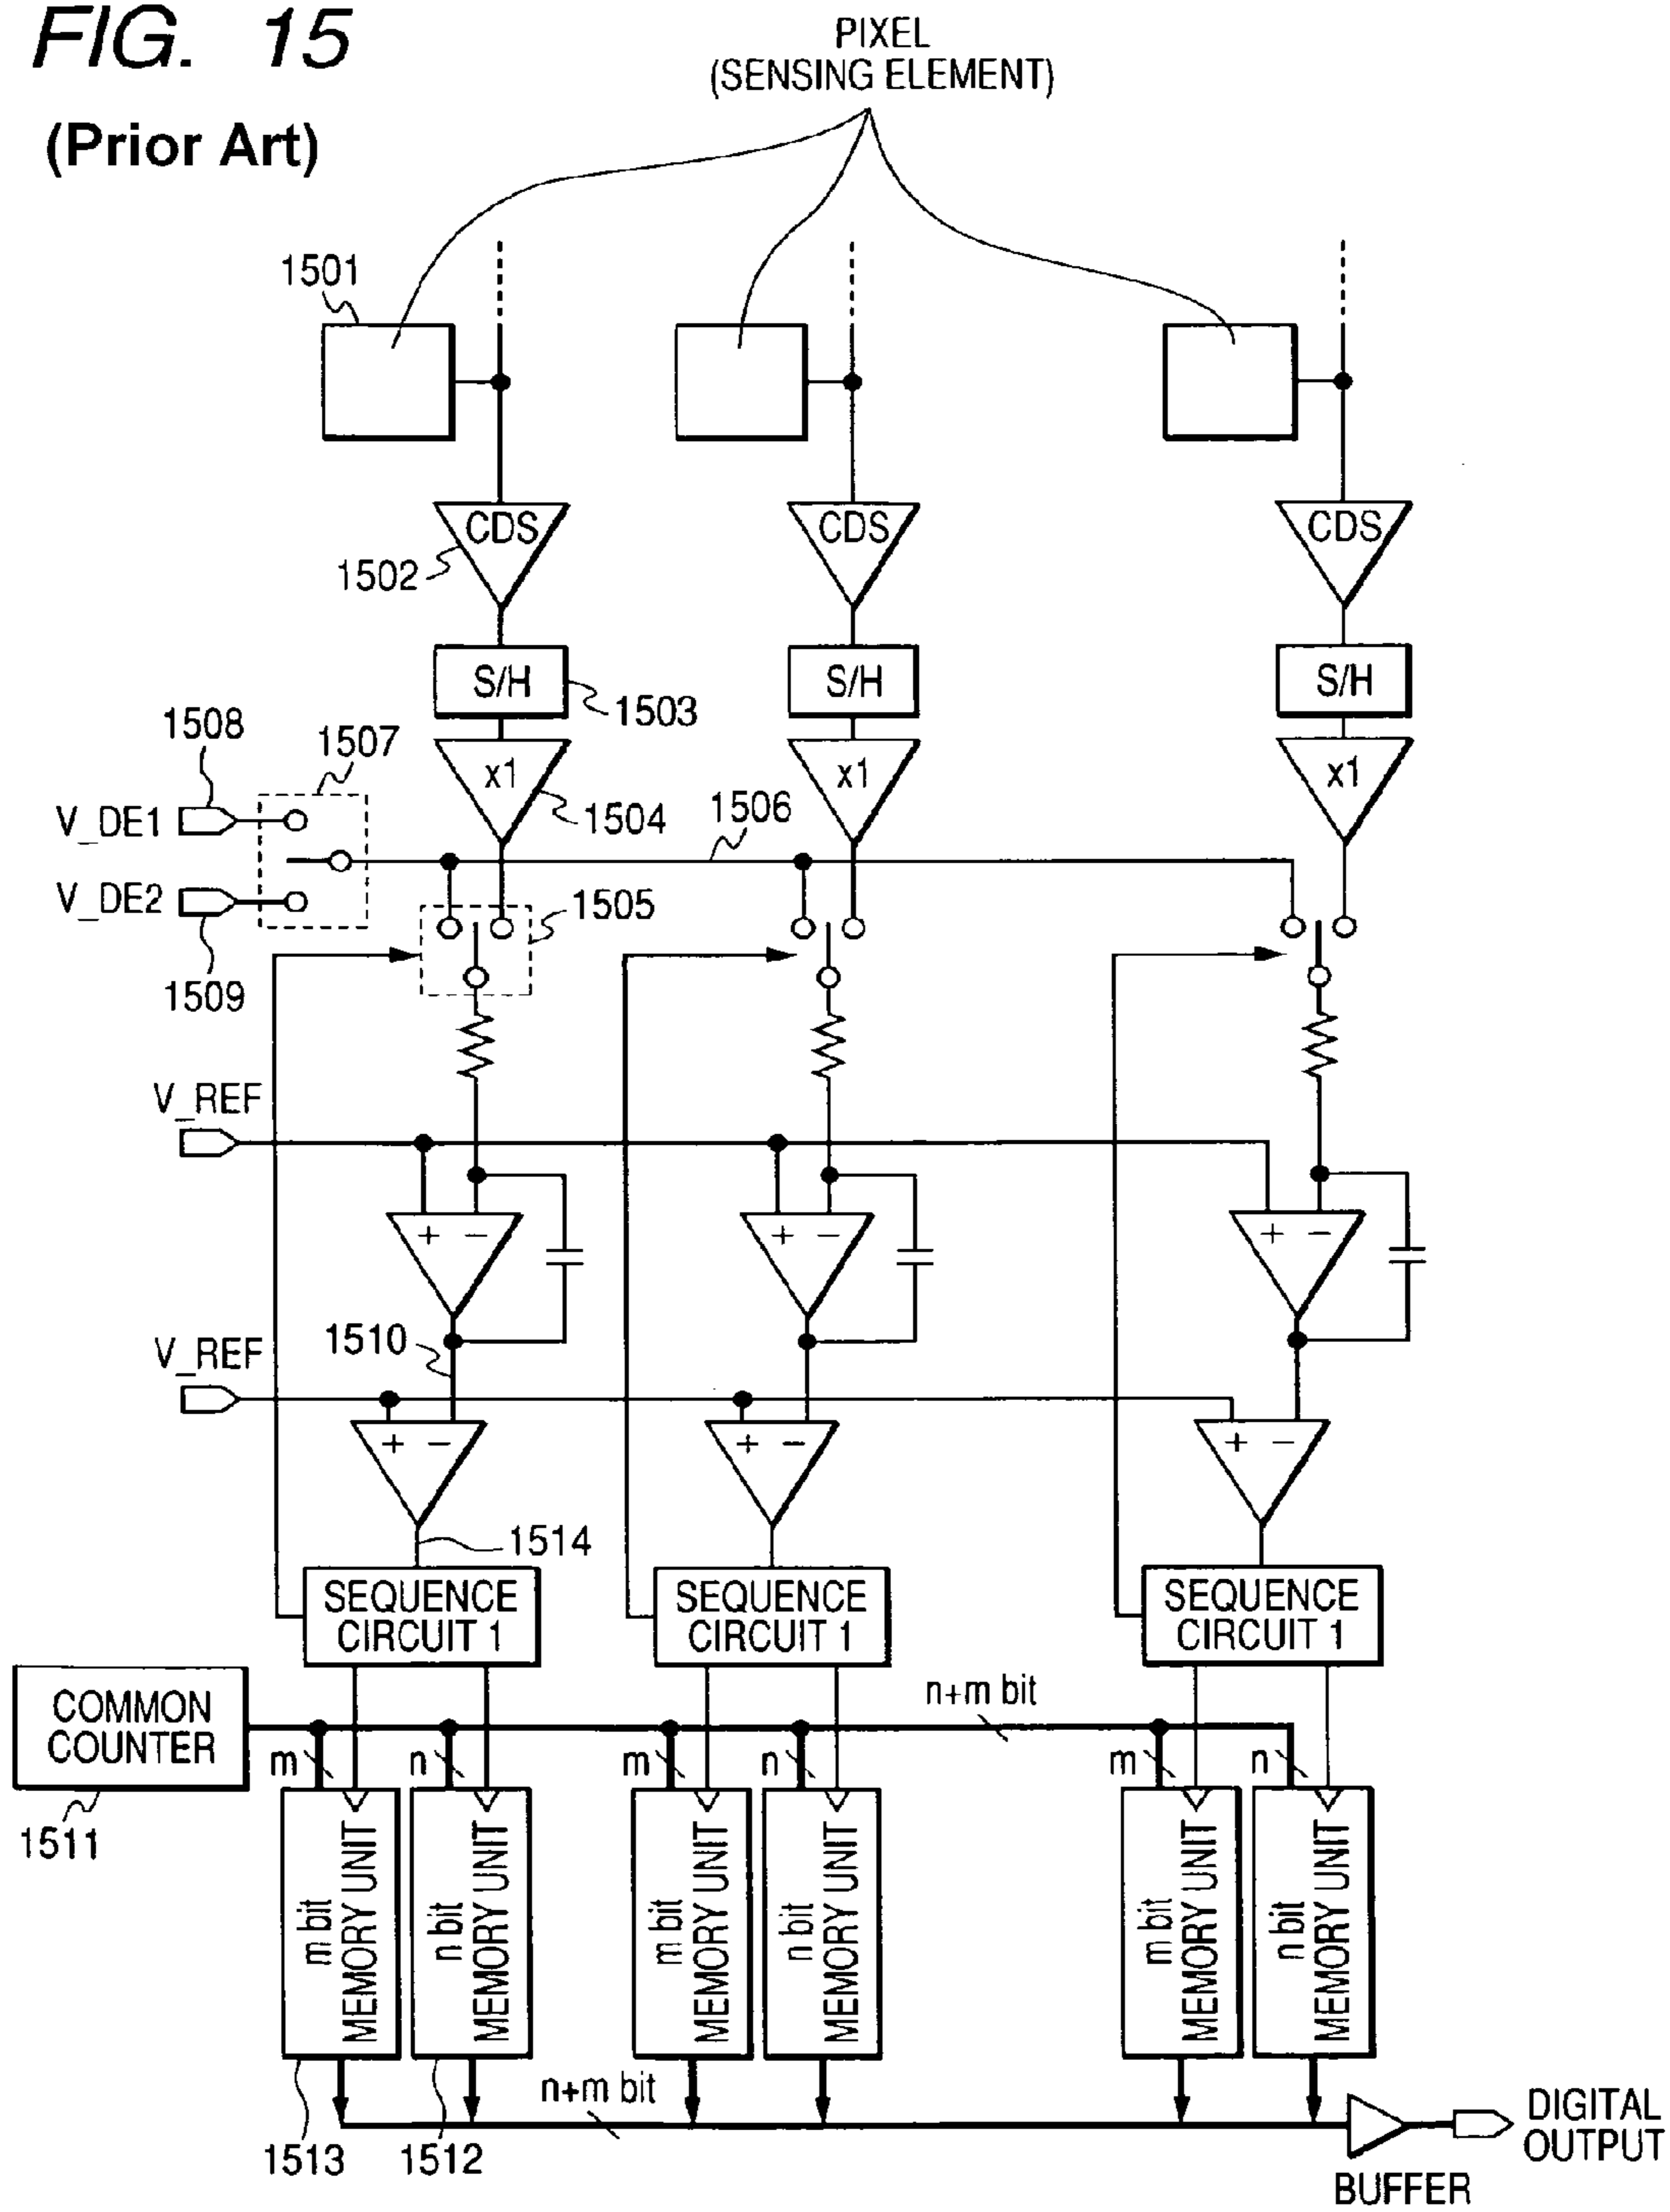 FIG. 15
(Prior Art)
PIXEL
(SENSING ELEMENT)
1501
CDS
CDS
CDS
1502
S/H
S/H
S/H
1503
1508
1507
x1
x1
x1
V_DE1
1504
1506
V_DE2
1505
1509
V_REF
+ −
+ −
+ −
1510
V_REF
+ −
+ −
+ −
1514
SEQUENCE
CIRCUIT 1
SEQUENCE
CIRCUIT 1
SEQUENCE
CIRCUIT 1
COMMON
COUNTER
n+m bit
m
n
m
n
m
n
1511
m bit
MEMORY UNIT
n bit
MEMORY UNIT
m bit
MEMORY UNIT
n bit
MEMORY UNIT
m bit
MEMORY UNIT
n bit
MEMORY UNIT
n+m bit
1513
1512
DIGITAL
OUTPUT
BUFFER